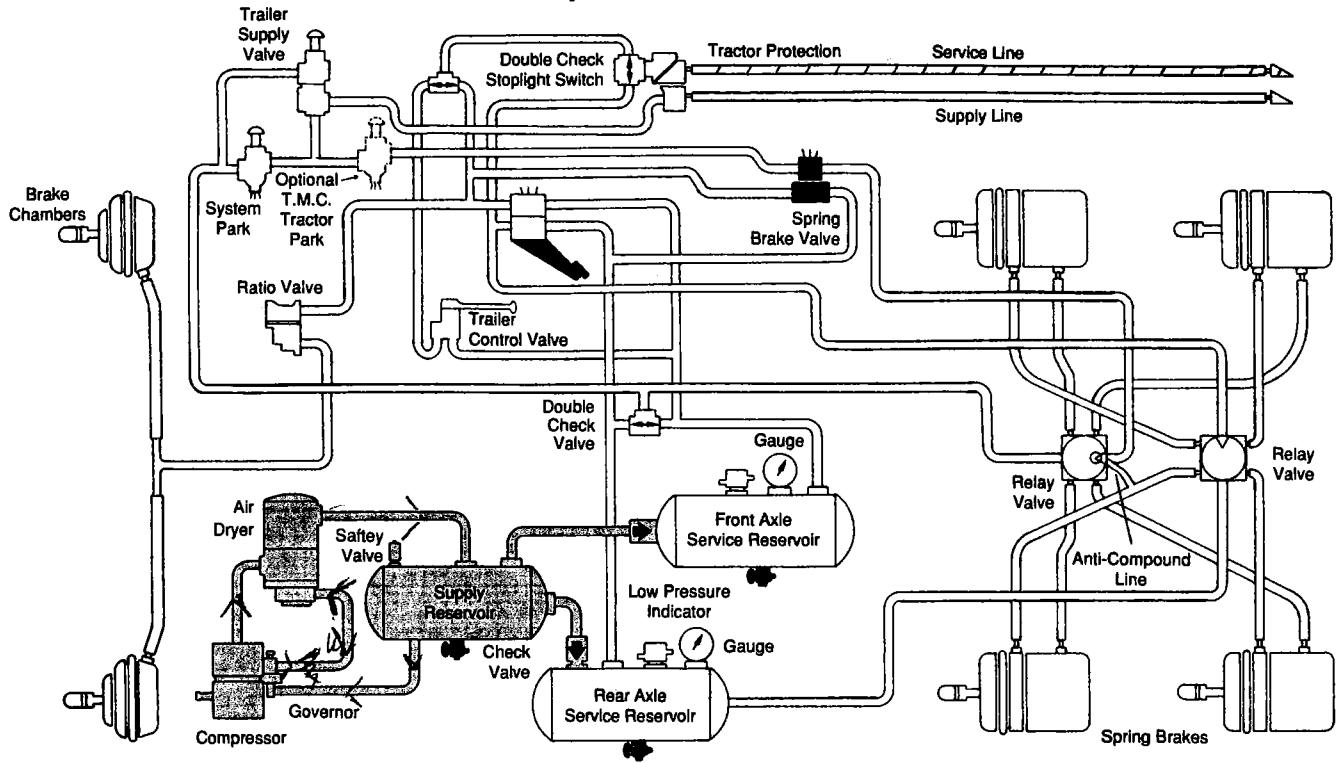 Trailer
Supply
Valve
Double Check
Stoplight Switch
Tractor Protection
Service Line
Supply Line
Brake
Chambers
System
Park
Optional
T.M.C.
Tractor
Park
Spring
Brake Valve
Ratio Valve
Trailer
Control Valve
Double
Check
Valve
Gauge
Relay
Valve
Relay
Valve
Air
Dryer
Saftey
Valve
Front Axle
Service Reservoir
Anti-Compound
Line
Supply
Reservoir
Low Pressure
Indicator
Gauge
Check
Valve
Rear Axle
Service Reservoir
Governor
Compressor
Spring Brakes